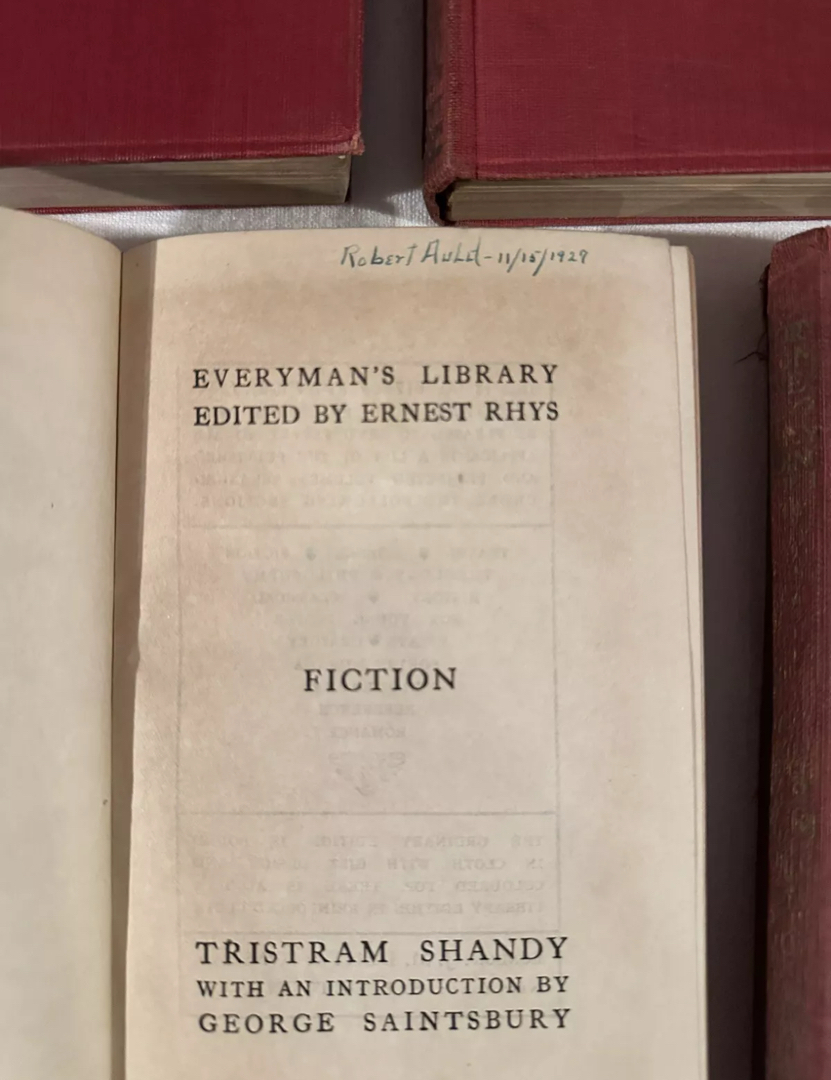 Robert Auld - 11/15/1929
EVERYMAN'S LIBRARY
EDITED BY ERNEST RHYS
FICTION
TRISTRAM SHANDY
WITH AN INTRODUCTION BY
GEORGE SAINTSBURY